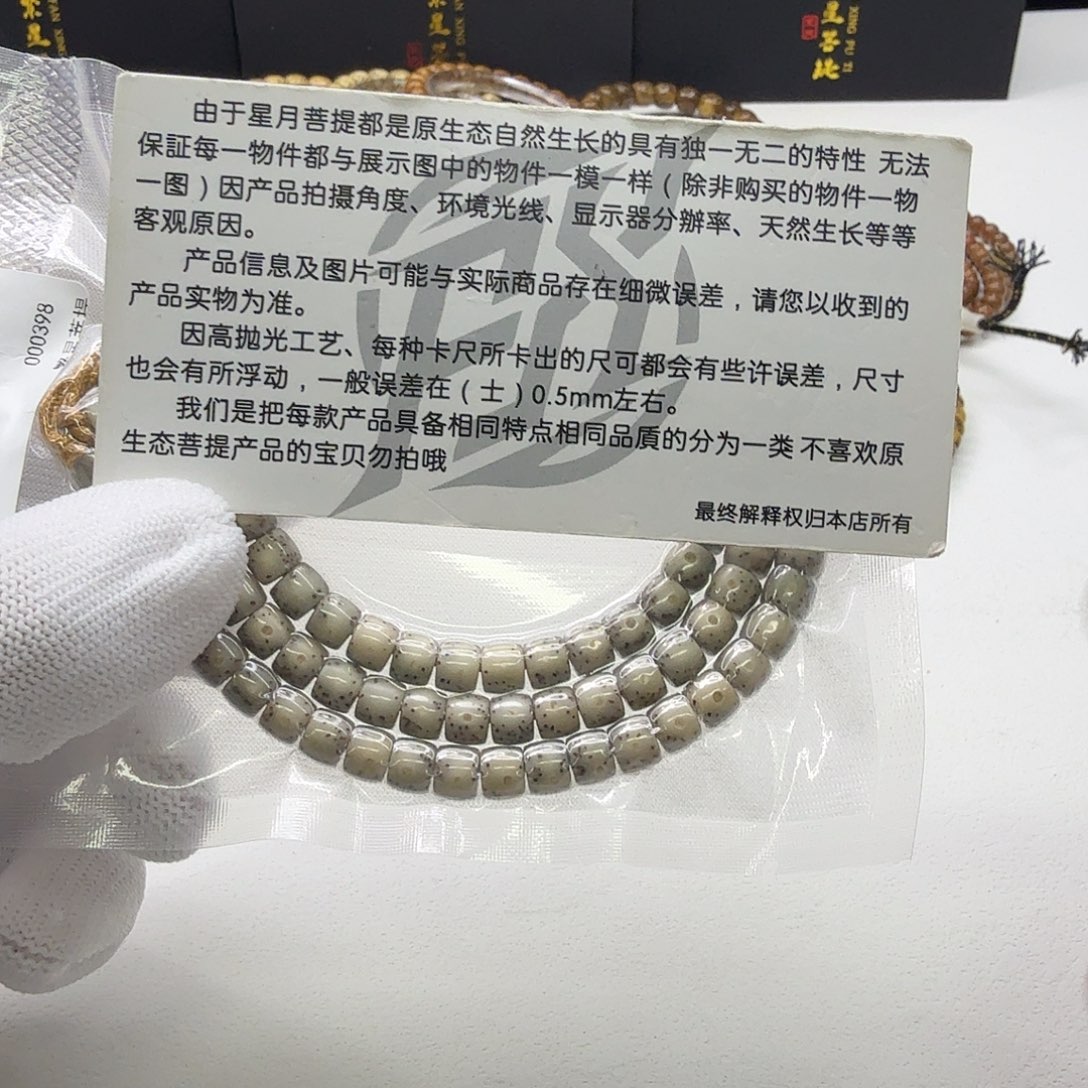 星菩提
XING PU TI
由于星月菩提都是原生态自然生长的具有独一无二的特性 无法
保証每一物件都与展示图中的物件一模一样（除非购买的物件一物
一图）因产品拍摄角度、环境光线、显示器分辦率、天然生长等等
客观原因。
产品信息及图片可能与实际商品存在细微误差，请您以收到的
产品实物为准。
因高抛光工艺、每种卡尺所卡出的尺可都会有些许误差，尺寸
也会有所浮动，一般误差在（士）0.5mm左右。
我们是把每款产品具备相同特点相同品質的分为一类 不喜欢原
生态菩提产品的宝贝勿拍哦
最终解释权归本店所有
000398